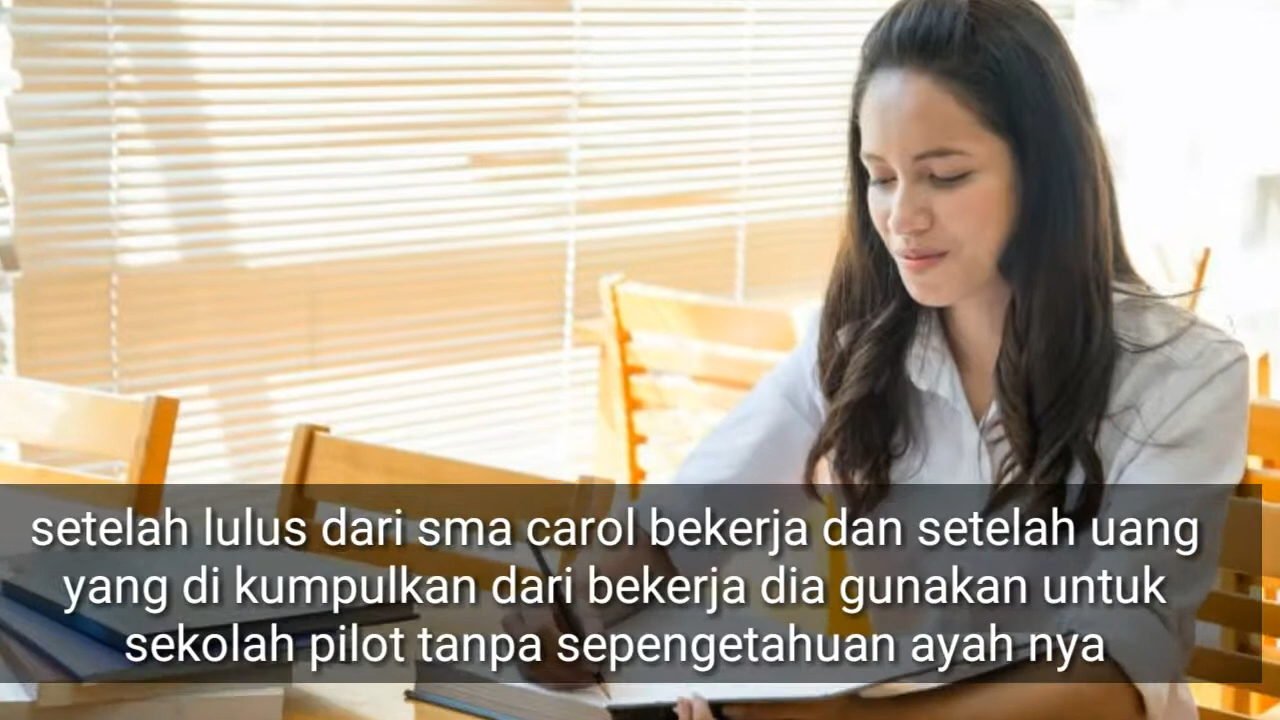 setelah lulus dari sma carol bekerja dan setelah uang
yang di kumpulkan dari bekerja dia gunakan untuk
sekolah pilot tanpa sepengetahuan ayah nya